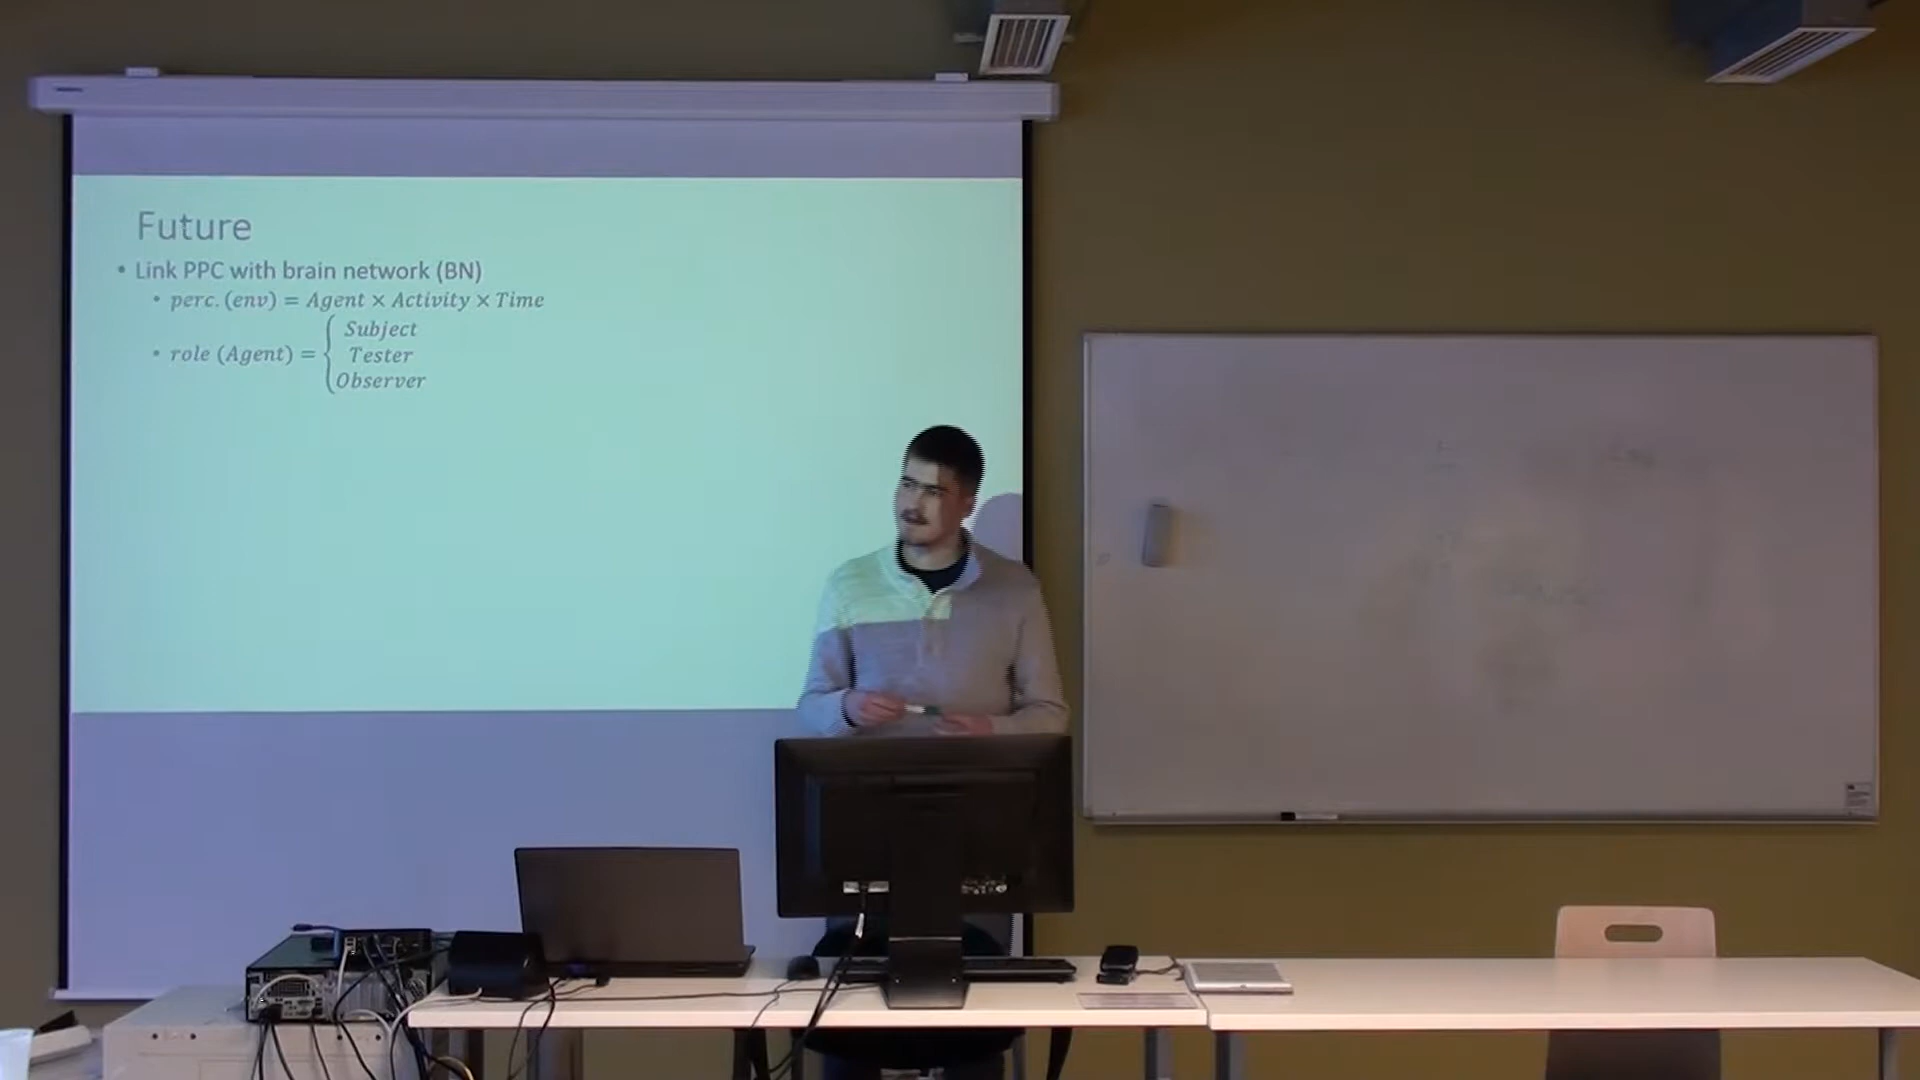 Future
• Link PPC with brain network (BN)
• perc. (env) = Agent × Activity × Time
• role (Agent) = { Subject
Tester
Observer